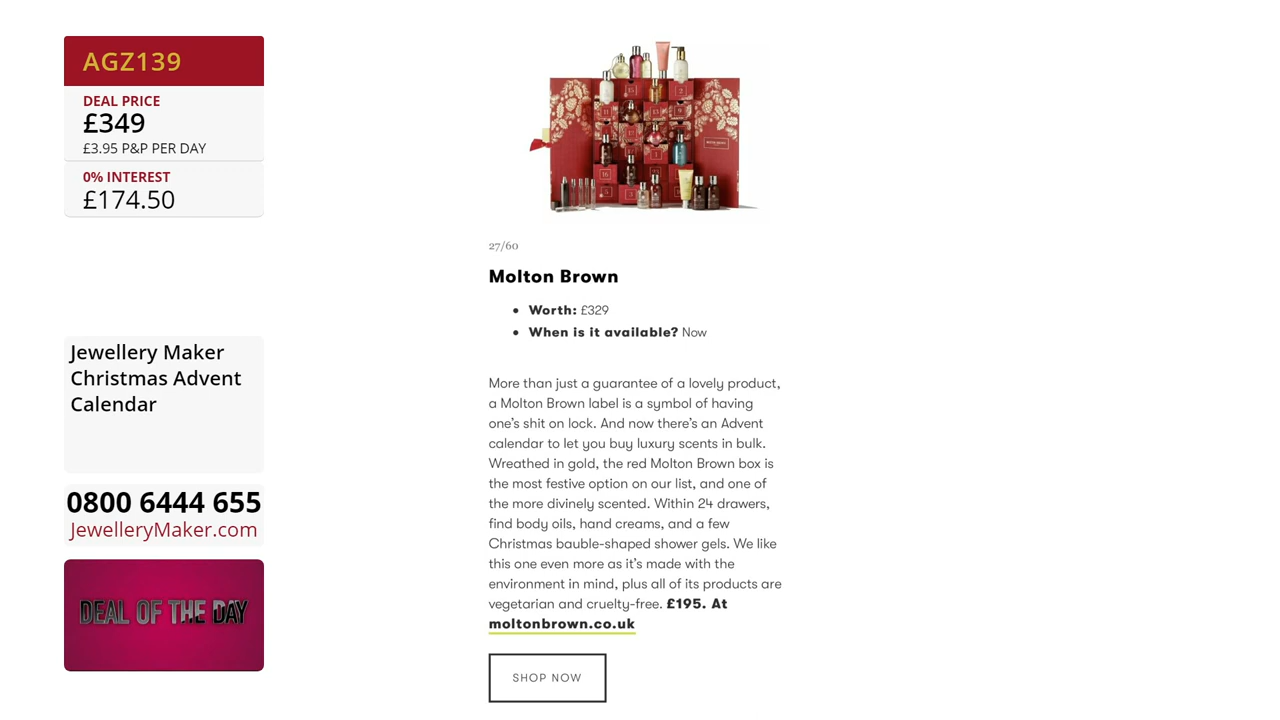 AGZ139
DEAL PRICE
£349
£3.95 P&P PER DAY
0% INTEREST
£174.50
Jewellery Maker
Christmas Advent
Calendar
0800 6444 655
JewelleryMaker.com
DEAL OF THE DAY
27/60
Molton Brown
• Worth: £329
• When is it available? Now
More than just a guarantee of a lovely product,
a Molton Brown label is a symbol of having
one’s shit on lock. And now there’s an Advent
calendar to let you buy luxury scents in bulk.
Wreathed in gold, the red Molton Brown box is
the most festive option on our list, and one of
the more divinely scented. Within 24 drawers,
find body oils, hand creams, and a few
Christmas bauble-shaped shower gels. We like
this one even more as it’s made with the
environment in mind, plus all of its products are
vegetarian and cruelty-free. £195. At
moltonbrown.co.uk
SHOP NOW